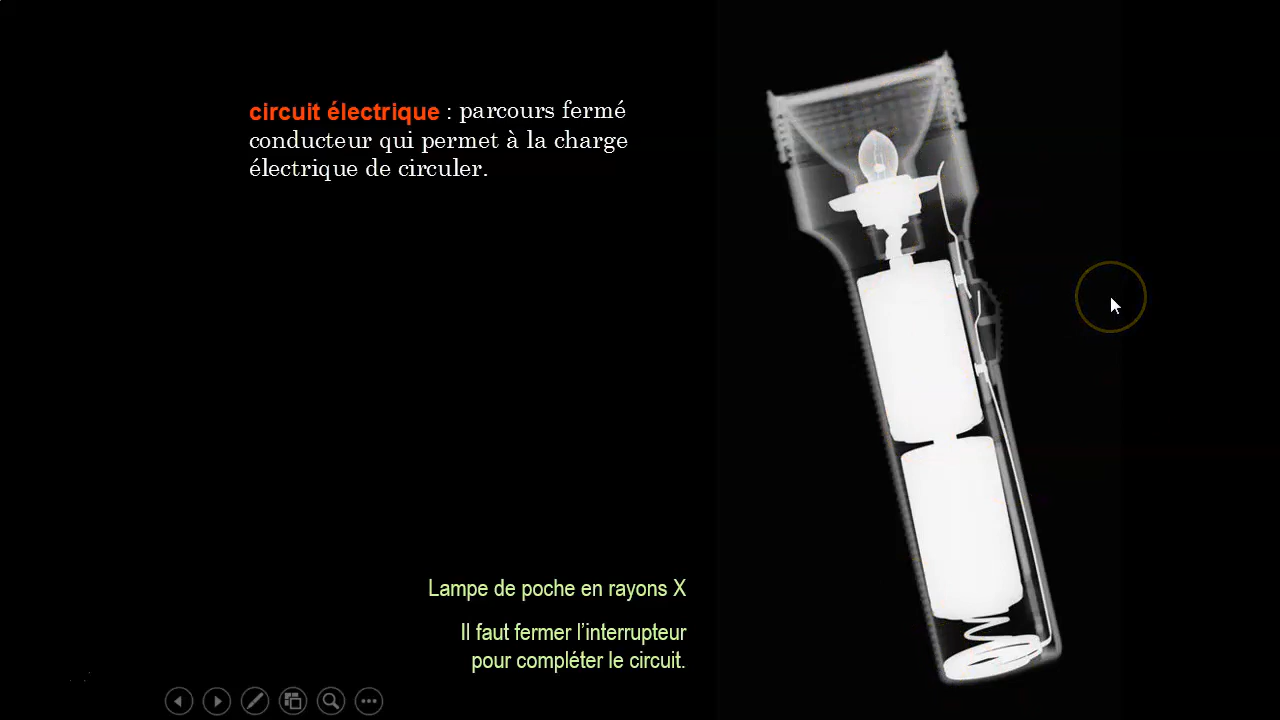 circuit électrique : parcours fermé
conducteur qui permet à la charge
électrique de circuler.
Lampe de poche en rayons X
Il faut fermer l’interrupteur
pour compléter le circuit.